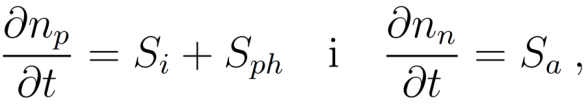 ∂n_p/∂t = S_i + S_ph i ∂n_n/∂t = S_a ,